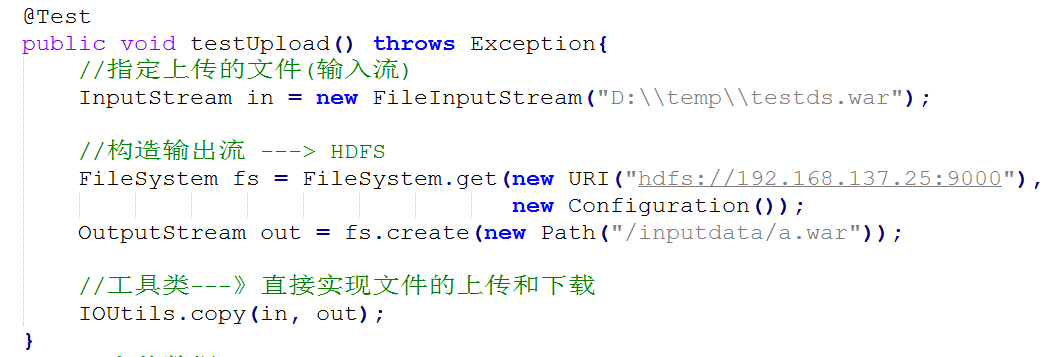 @Test
public void testUpload() throws Exception{
//指定上传的文件(输入流)
InputStream in = new FileInputStream("D:\\temp\\testds.war");
//构造输出流 ---> HDFS
FileSystem fs = FileSystem.get(new URI("hdfs://192.168.137.25:9000"),
new Configuration());
OutputStream out = fs.create(new Path("/inputdata/a.war"));
//工具类---》直接实现文件的上传和下载
IOUtils.copy(in, out);
}